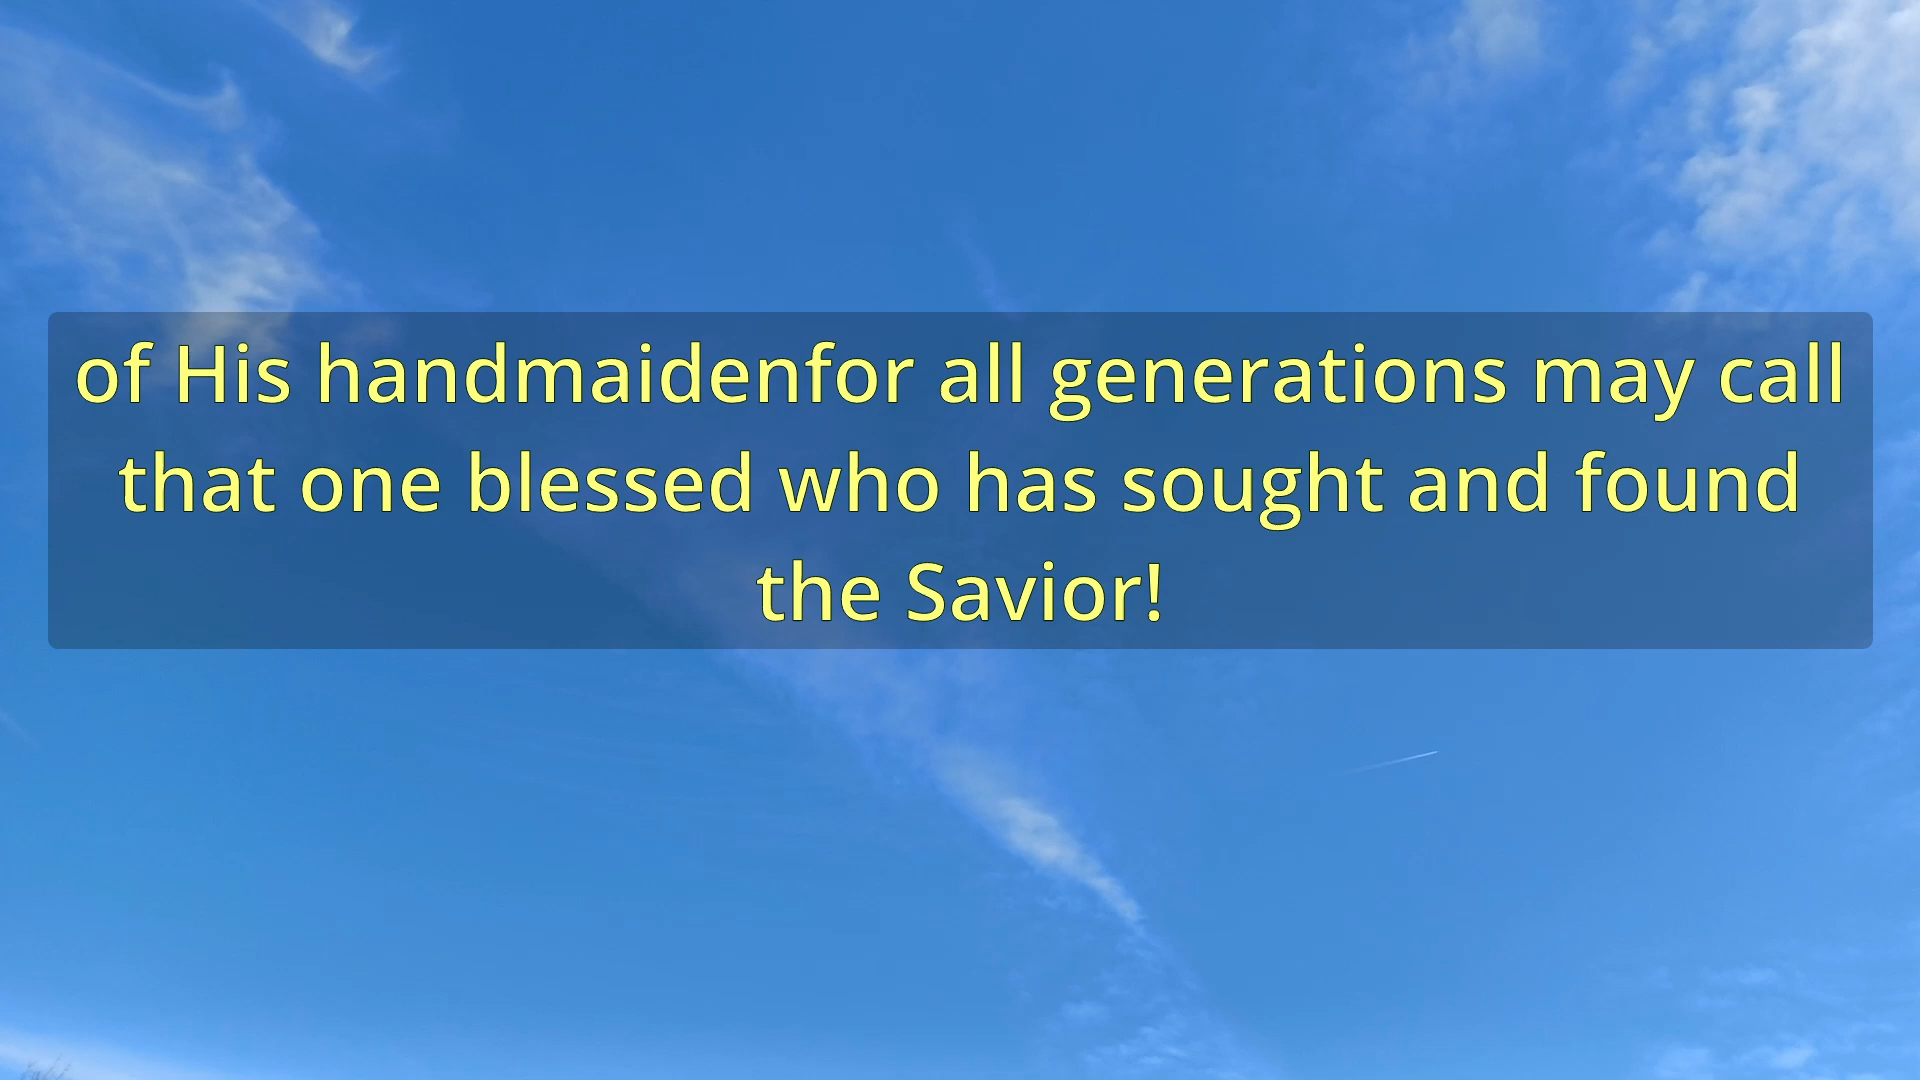 of His handmaidenfor all generations may call
that one blessed who has sought and found
the Savior!